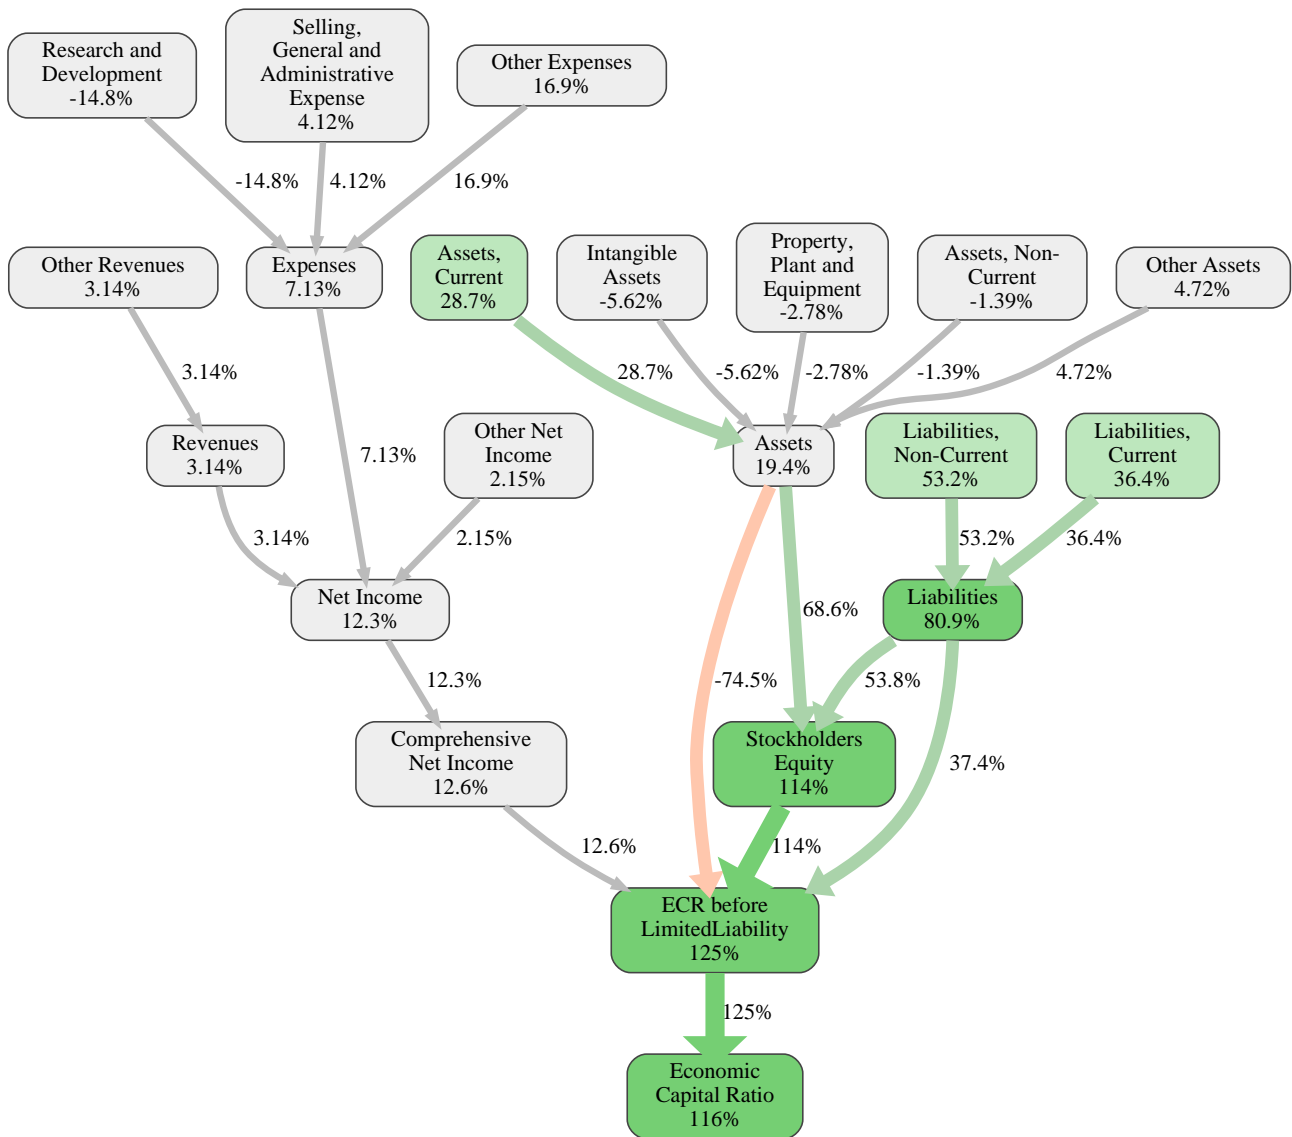 Research and
Development
-14.8%
Selling,
General and
Administrative
Expense
4.12%
Other Expenses
16.9%
-14.8%
4.12%
16.9%
Other Revenues
3.14%
Expenses
7.13%
Assets,
Current
28.7%
Intangible
Assets
-5.62%
Property,
Plant and
Equipment
-2.78%
Assets, Non-
Current
-1.39%
Other Assets
4.72%
3.14%
28.7%
-5.62%
-2.78%
-1.39%
4.72%
Revenues
3.14%
7.13%
Other Net
Income
2.15%
Assets
19.4%
Liabilities,
Non-Current
53.2%
Liabilities,
Current
36.4%
3.14%
2.15%
53.2%
36.4%
Net Income
12.3%
68.6%
Liabilities
80.9%
12.3%
-74.5%
53.8%
Comprehensive
Net Income
12.6%
Stockholders
Equity
114%
37.4%
12.6%
114%
ECR before
LimitedLiability
125%
125%
Economic
Capital Ratio
116%